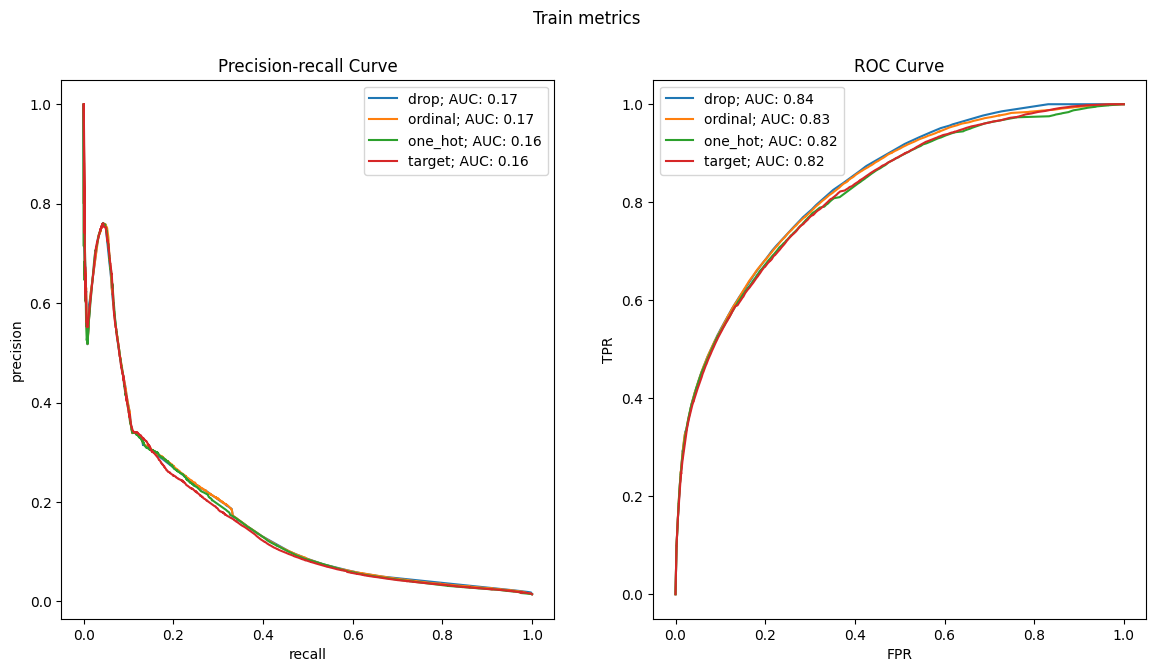 Train metrics
Precision-recall Curve
drop; AUC: 0.17
ordinal; AUC: 0.17
one_hot; AUC: 0.16
target; AUC: 0.16
1.0
0.8
0.6
0.4
0.2
0.0
precision
0.0 0.2 0.4 0.6 0.8 1.0
recall
ROC Curve
drop; AUC: 0.84
ordinal; AUC: 0.83
one_hot; AUC: 0.82
target; AUC: 0.82
1.0
0.8
0.6
0.4
0.2
0.0
TPR
0.0 0.2 0.4 0.6 0.8 1.0
FPR